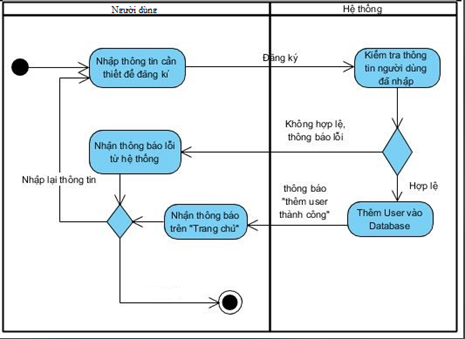 Người dùng
Hệ thống
Nhập thông tin cần
thiết để đăng kí
Đăng ký
Kiểm tra thông
tin người dùng
đã nhập
Không hợp lệ,
thông báo lỗi
Nhận thông báo lỗi
từ hệ thống
Nhập lại thông tin
Hợp lệ
thông báo
"thêm user
thành công"
Nhận thông báo
trên "Trang chủ"
Thêm User vào
Database